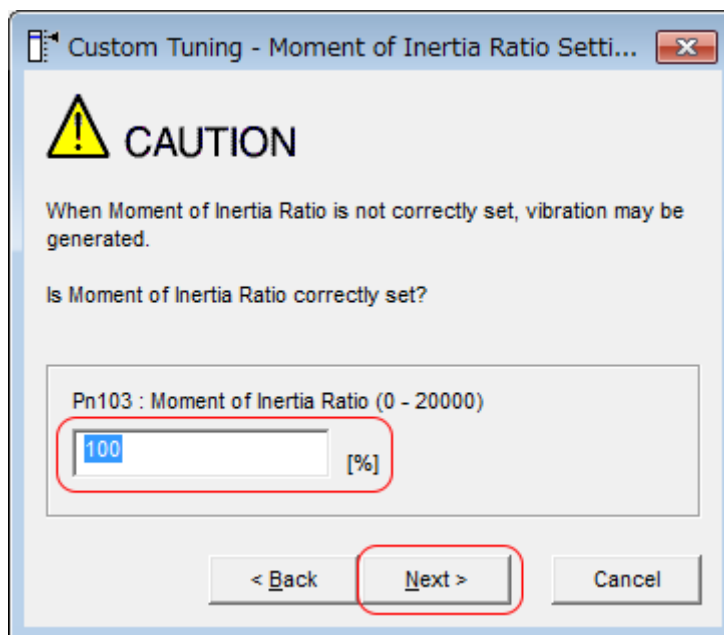 Custom Tuning - Moment of Inertia Ratio Setti...
CAUTION
When Moment of Inertia Ratio is not correctly set, vibration may be
generated.
Is Moment of Inertia Ratio correctly set?
Pn103 : Moment of Inertia Ratio (0 - 20000)
100
[%]
< Back
Next >
Cancel